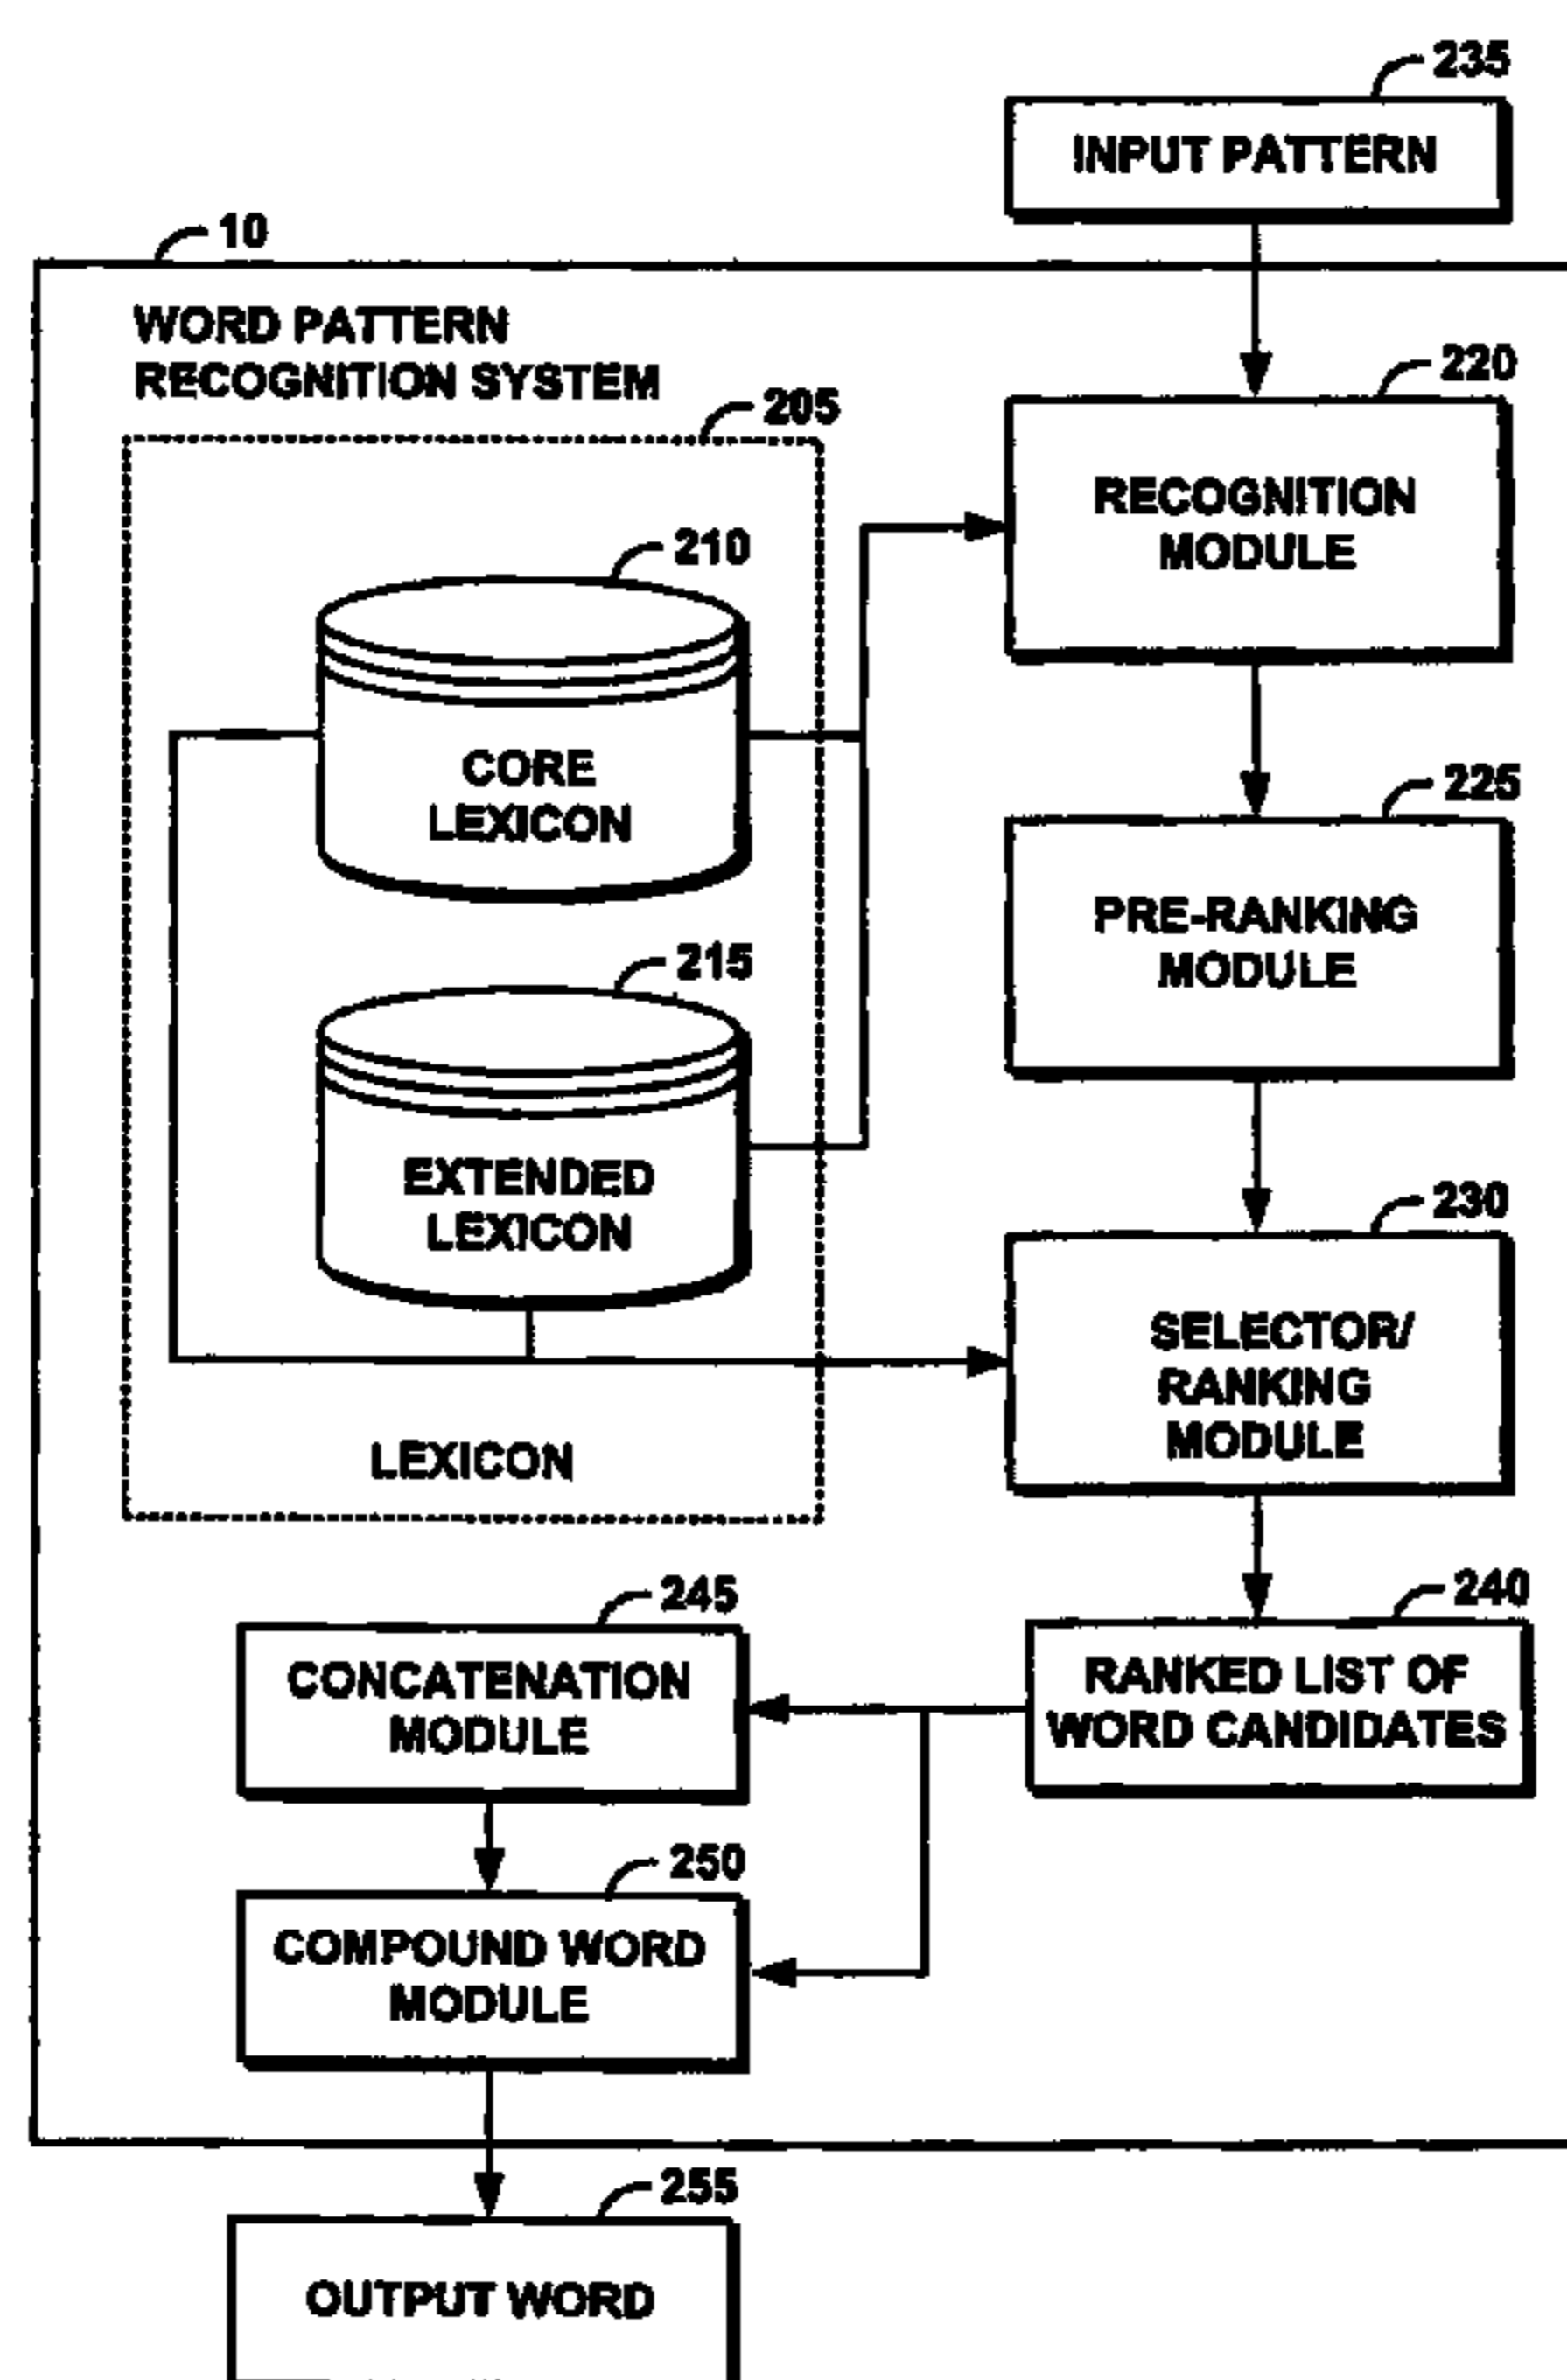 235
INPUT PATTERN
10
WORD PATTERN
RECOGNITION SYSTEM
205
220
RECOGNITION
MODULE
210
CORE
LEXICON
225
PRE-RANKING
MODULE
215
EXTENDED
LEXICON
230
SELECTOR/
RANKING
MODULE
LEXICON
240
RANKED LIST OF
WORD CANDIDATES
245
CONCATENATION
MODULE
250
COMPOUND WORD
MODULE
255
OUTPUT WORD